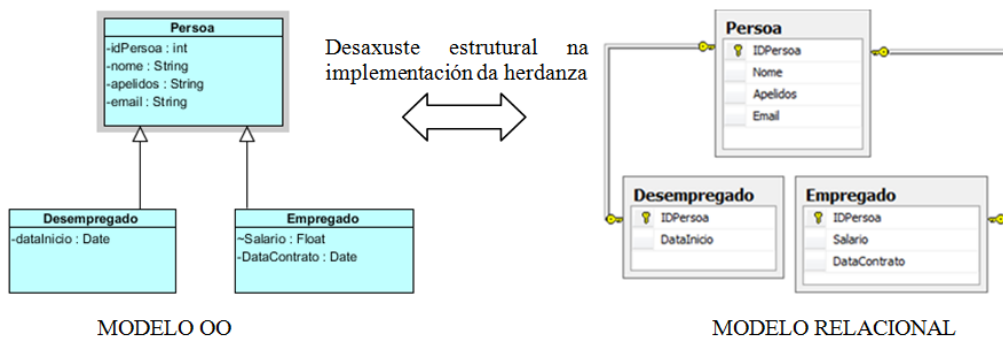 Persoa
-idPersoa : int
-nome : String
-apelidos : String
-email : String
Desempregado
-dataInicio : Date
Empregado
~Salario : Float
-DataContrato : Date
MODELO OO
Desaxuste estrutural na
implementación da herdanza
Persoa
IDPersoa
Nome
Apelidos
Email
Desempregado
IDPersoa
DataInicio
Empregado
IDPersoa
Salario
DataContrato
MODELO RELACIONAL